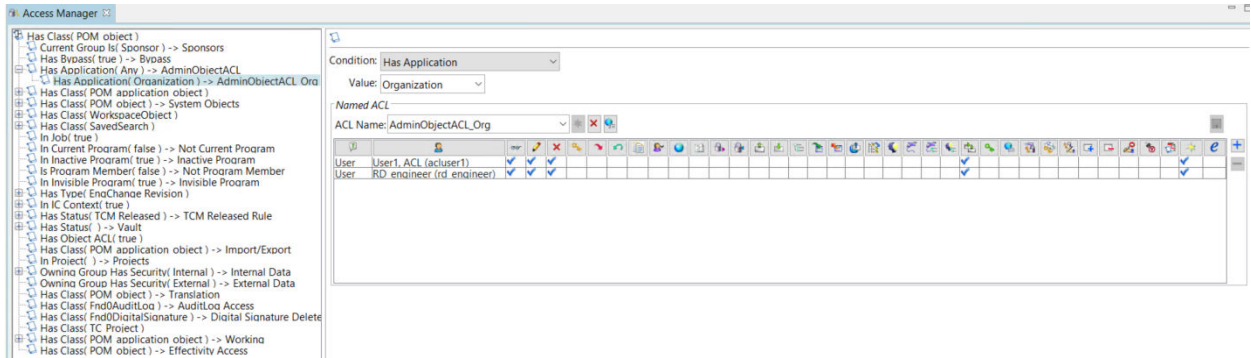 Access Manager
Has Class( POM object )
Current Group Is( Sponsor ) -> Sponsors
Has Bypass( true ) -> Bypass
Has Application( Any ) -> AdminObjectACL
Has Application( Organization ) -> AdminObjectACL Org
Has Class( POM application object )
Has Class( POM object ) -> System Objects
Has Class( WorkspaceObject )
Has Class( SavedSearch )
In Job( true )
In Current Program( false ) -> Not Current Program
In Inactive Program( true ) -> Inactive Program
Is Program Member( false ) -> Not Program Member
In Invisible Program( true ) -> Invisible Program
Has Type( EngChange Revision )
In IC Context( true )
Has Status( TCM Released ) -> TCM Released Rule
Has Status( ) -> Vault
Has Object ACL( true )
Has Class( POM application object ) -> Import/Export
In Project( ) -> Projects
Owning Group Has Security( Internal ) -> Internal Data
Owning Group Has Security( External ) -> External Data
Has Class( POM object ) -> Translation
Has Class( Fnd0AuditLog ) -> AuditLog Access
Has Class( Fnd0DigitalSignature ) -> Digital Signature Delete
Has Class( TC Project )
Has Class( POM application object ) -> Working
Has Class( POM object ) -> Effectivity Access
Condition: Has Application
Value: Organization
Named ACL
ACL Name: AdminObjectACL_Org
User User1, ACL (acluser1)
User RD engineer (rd engineer)